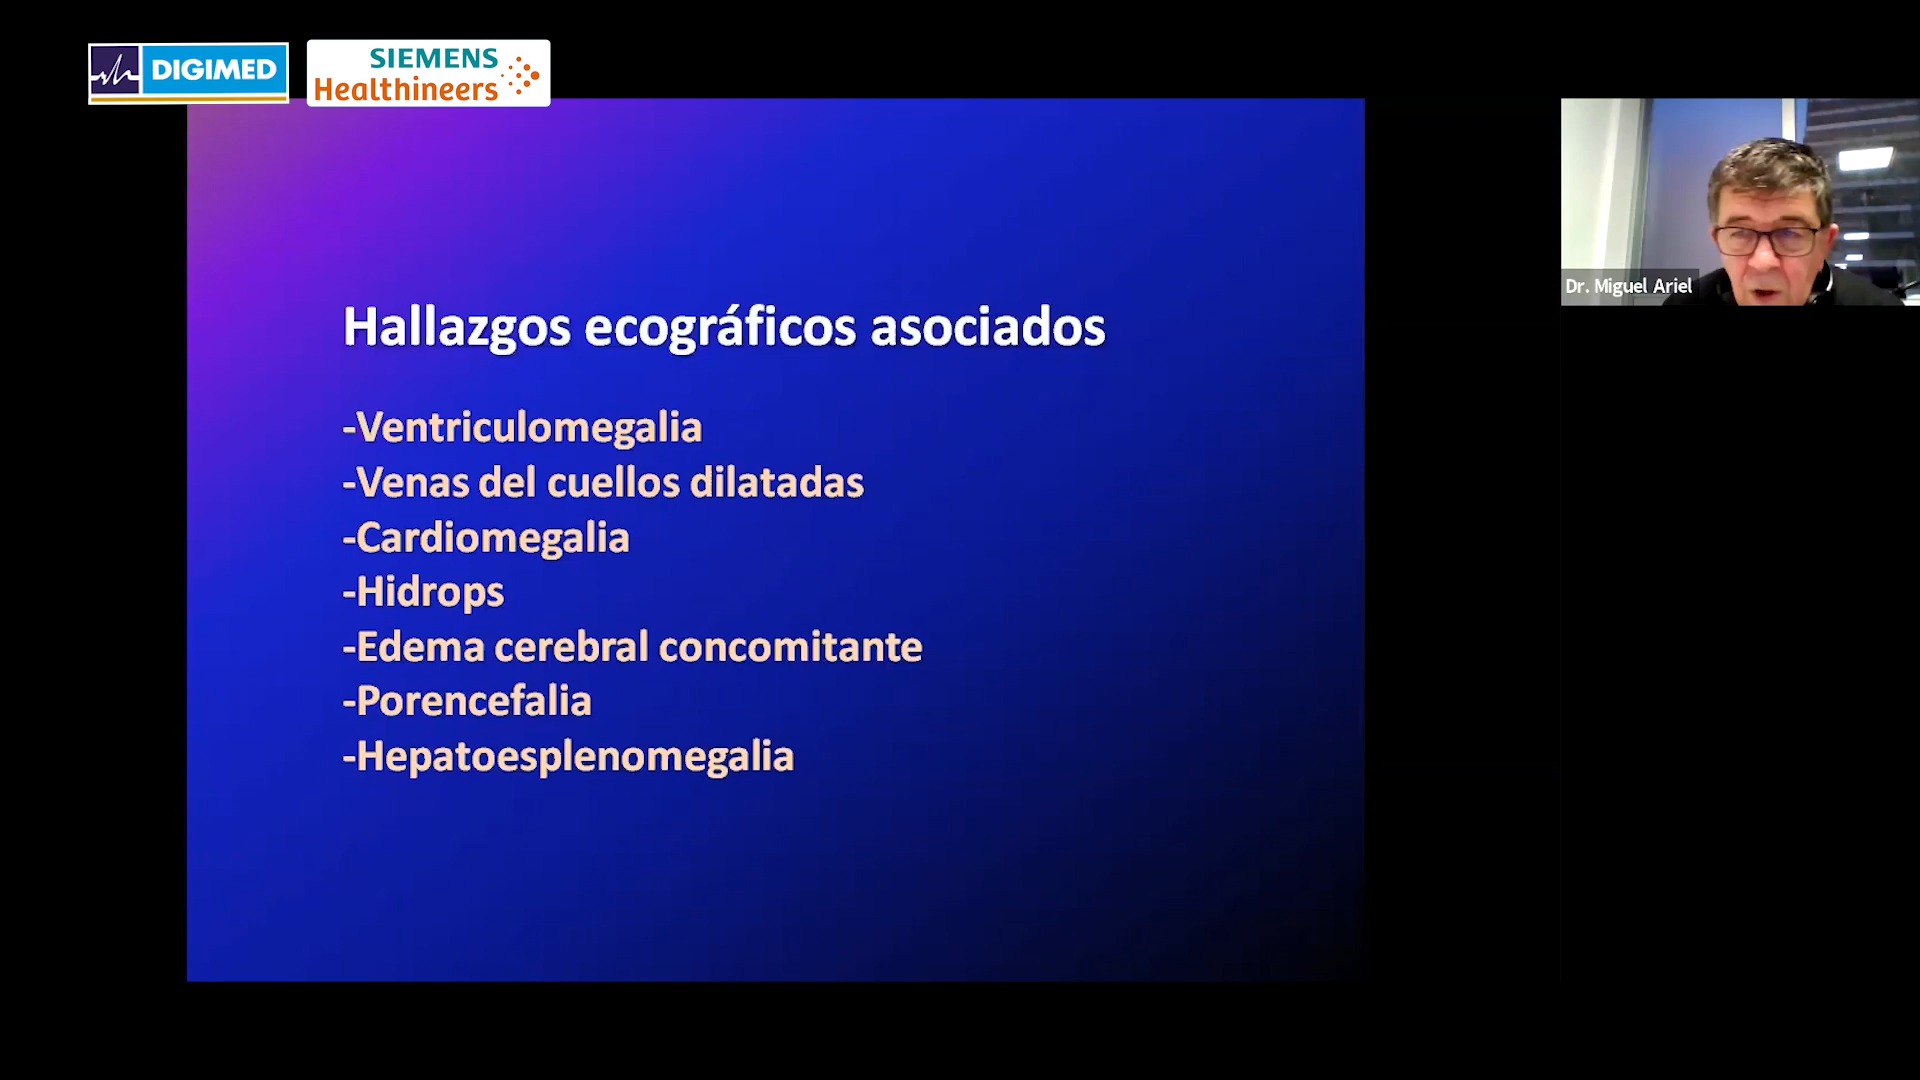 DIGIMED
SIEMENS
Healthineers
Hallazgos ecográficos asociados
-Ventriculomegalia
-Venas del cuellos dilatadas
-Cardiomegalia
-Hidrops
-Edema cerebral concomitante
-Porencefalia
-Hepatoesplenomegalia
Dr. Miguel Ariel